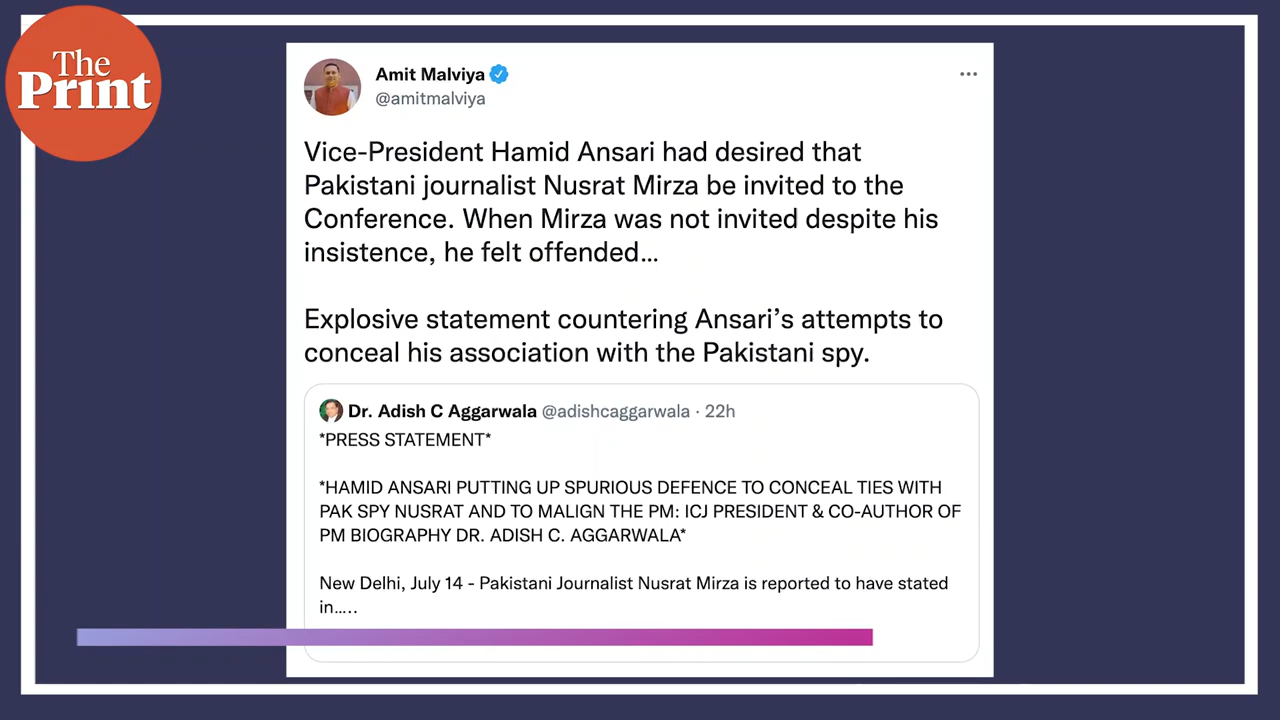 The
Print
Amit Malviya
@amitmalviya
Vice-President Hamid Ansari had desired that
Pakistani journalist Nusrat Mirza be invited to the
Conference. When Mirza was not invited despite his
insistence, he felt offended...
Explosive statement countering Ansari’s attempts to
conceal his association with the Pakistani spy.
Dr. Adish C Aggarwala @adishcaggarwala · 22h
*PRESS STATEMENT*
*HAMID ANSARI PUTTING UP SPURIOUS DEFENCE TO CONCEAL TIES WITH
PAK SPY NUSRAT AND TO MALIGN THE PM: ICJ PRESIDENT & CO-AUTHOR OF
PM BIOGRAPHY DR. ADISH C. AGGARWALA*
New Delhi, July 14 - Pakistani Journalist Nusrat Mirza is reported to have stated
in…..